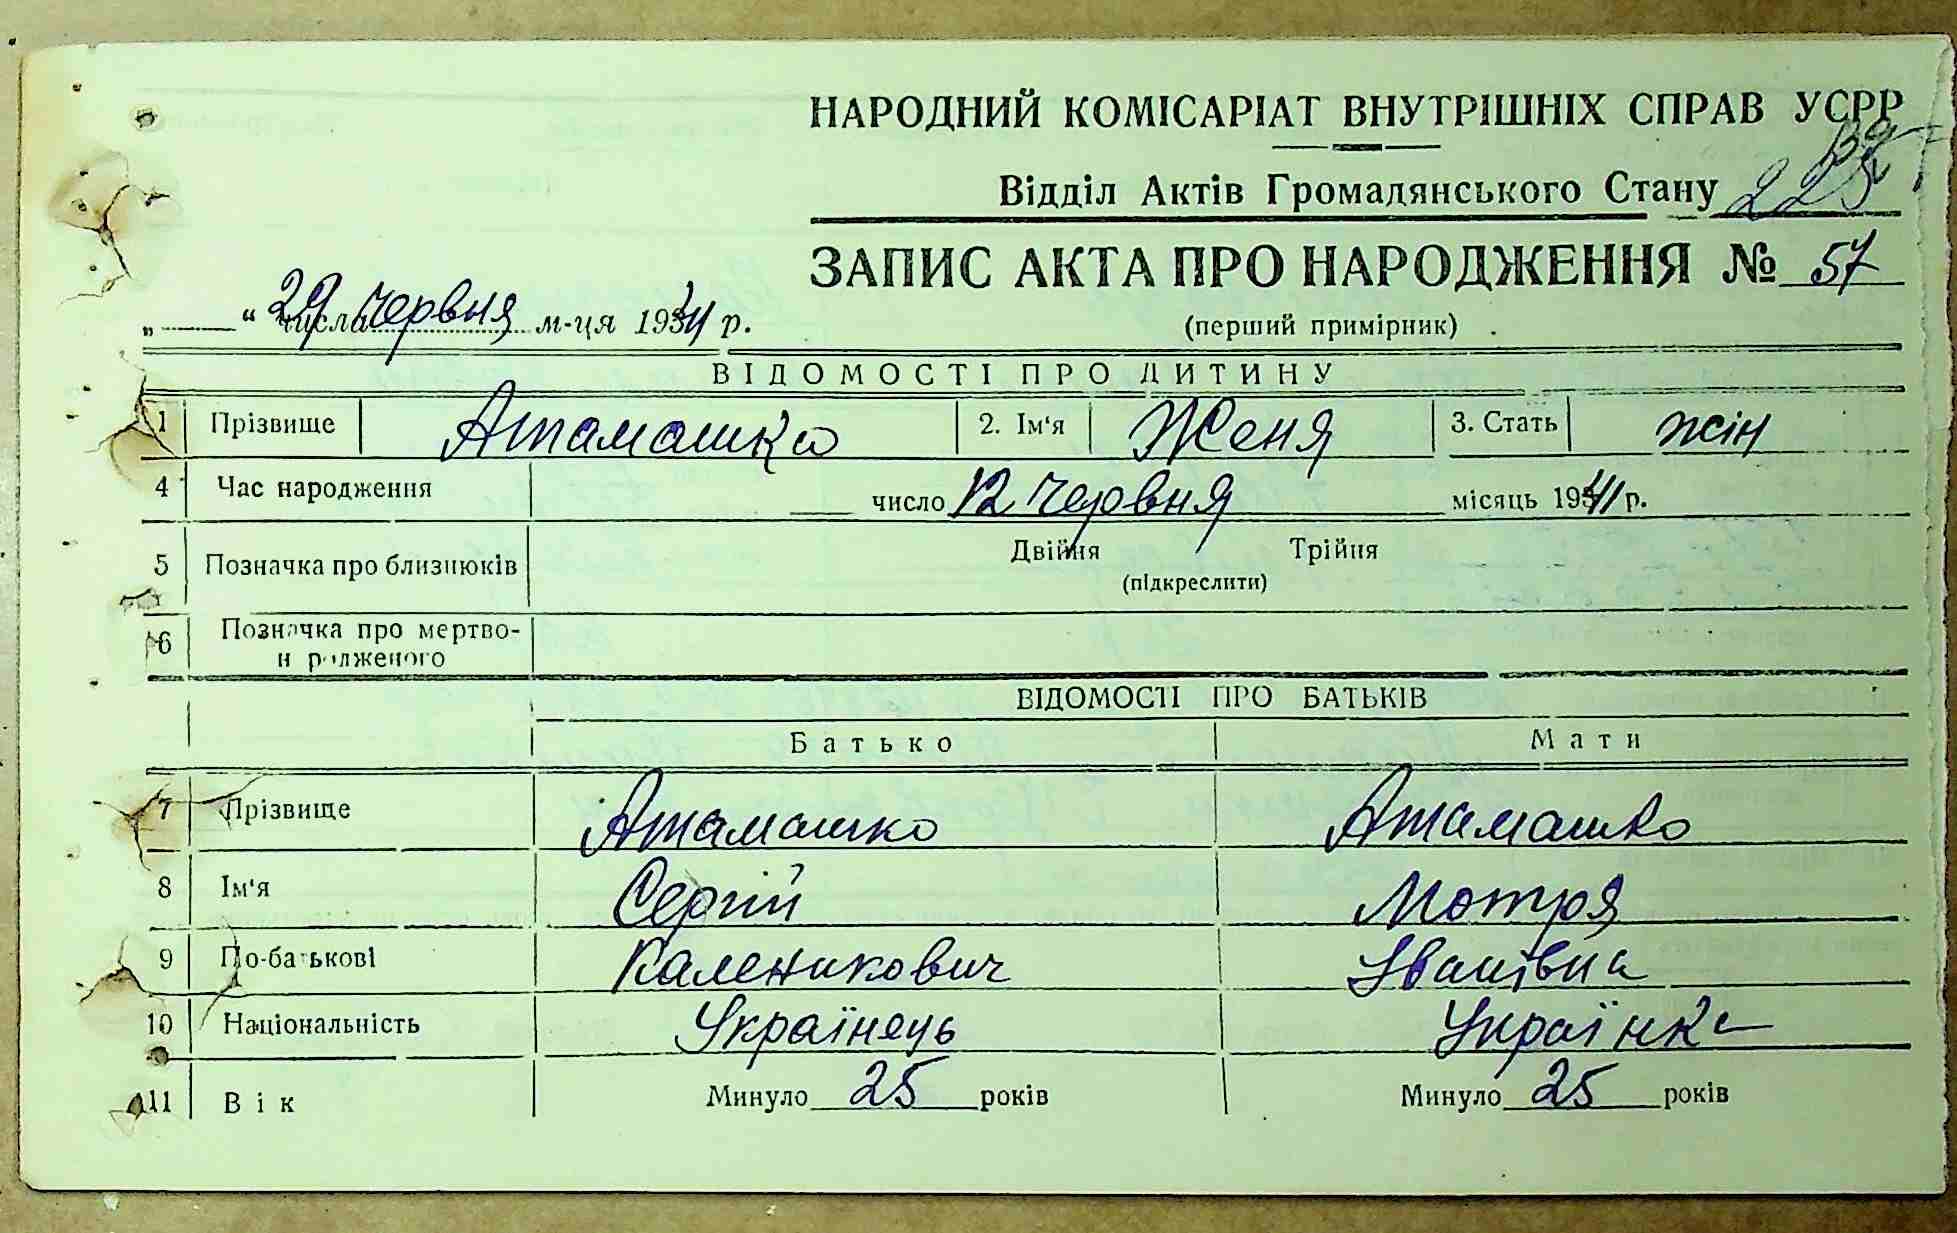 НАРОДНИЙ КОМІСАРІАТ ВНУТРІШНІХ СПРАВ УСРР
Відділ Актів Громадянського Стану
ЗАПИС АКТА ПРО НАРОДЖЕННЯ № 57
„ “ 29 числа червня м-ця 1941 р.
(перший примірник)
ВІДОМОСТІ ПРО ДИТИНУ
1 Прізвище Атамашко 2. Ім'я Женя 3. Стать жін
4 Час народження число 12 червня місяць 1941 р.
5 Позначка про близнюків Двійня Трійня
(підкреслити)
6 Позначка про мертво-
н родженого
ВІДОМОСТІ ПРО БАТЬКІВ
Батько Мати
7 Прізвище Атамашко Атамашко
8 Ім'я Сергій Мотря
9 По-батькові Каленикович Іванівна
10 Національність Українець Українка
11 Вік Минуло 25 років Минуло 25 років